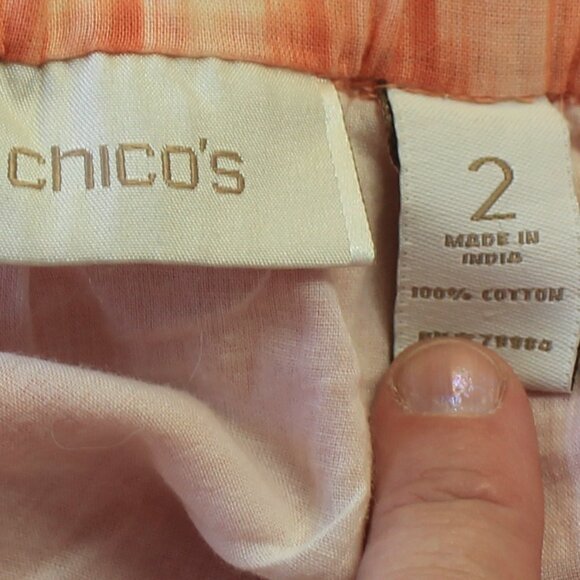 CHICO'S
2
MADE IN
INDIA
100% COTTON